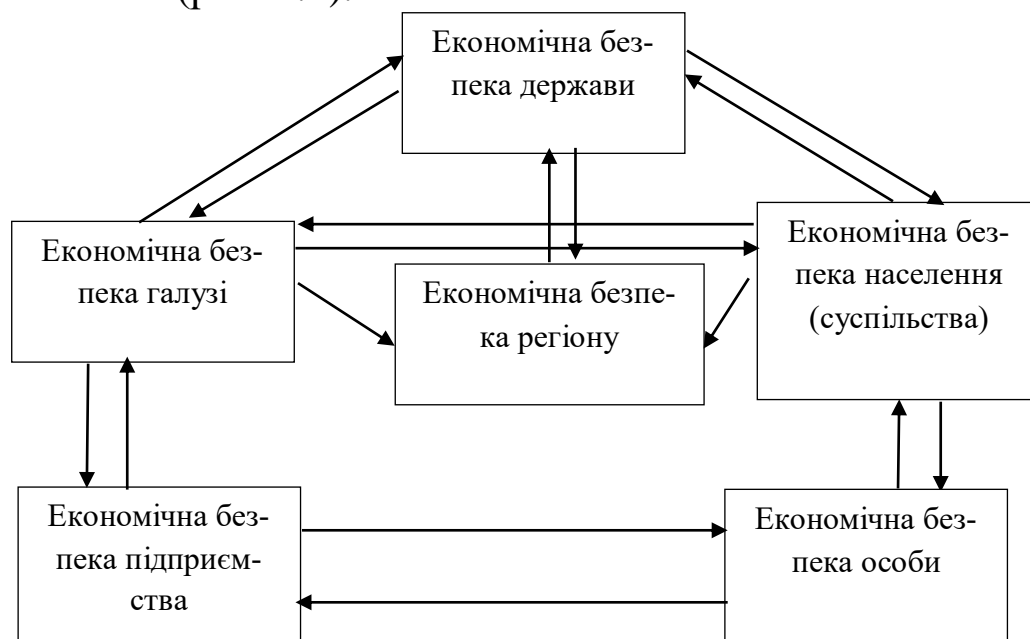 Економічна без-
пека держави
Економічна без-
пека галузі
Економічна безпе-
ка регіону
Економічна без-
пека населення
(суспільства)
Економічна без-
пека підприєм-
ства
Економічна без-
пека особи